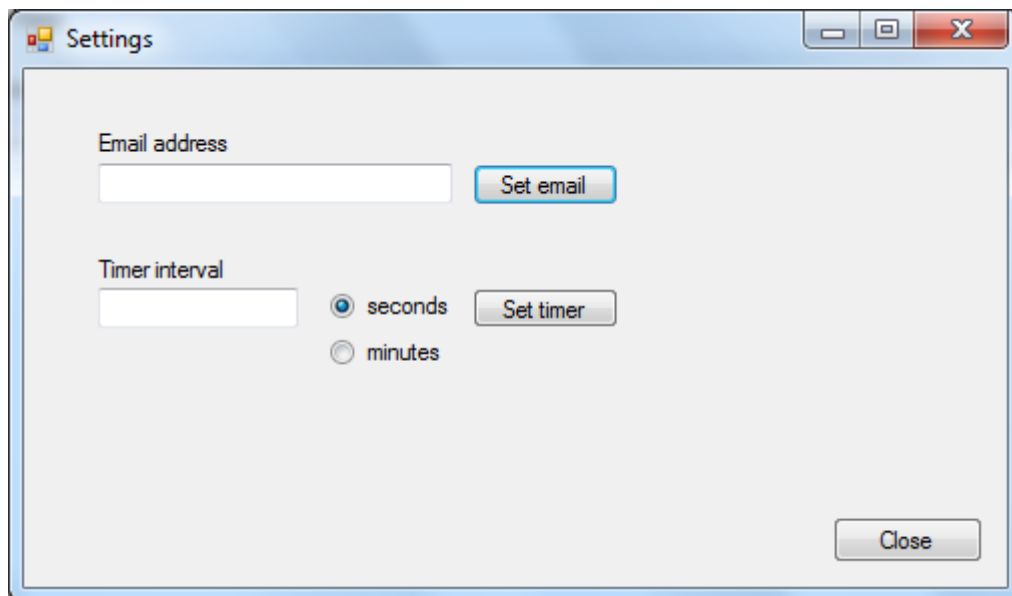 Settings
Email address
Set email
Timer interval
seconds
Set timer
minutes
Close